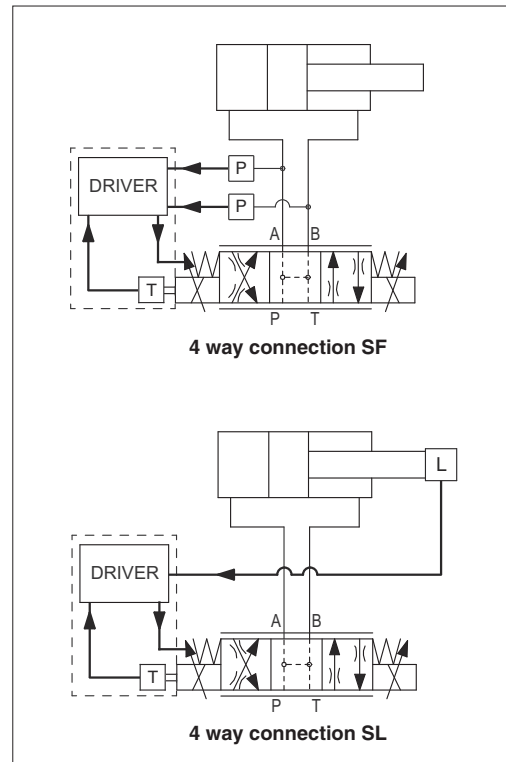 P
DRIVER
P
A B
T
P T
4 way connection SF
L
DRIVER
A B
T
P T
4 way connection SL